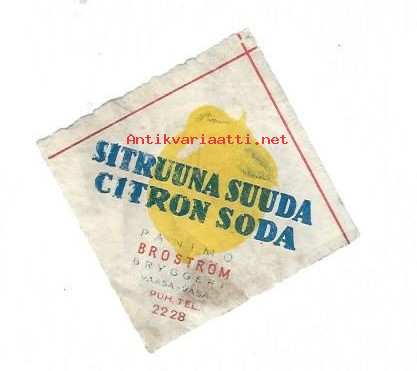 Antikvariaatti.net
SITRUUNA SUUDA
CITRON SODA
PANIMO
BROSTRÖM
BRYGGERI
VAASA-VASA
PUH. TEL.
2228